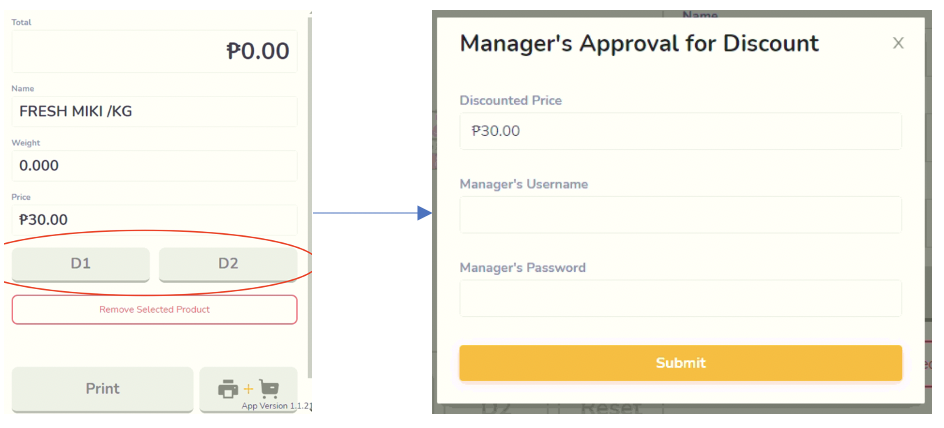 Total
₱0.00
Name
FRESH MIKI /KG
Weight
0.000
Price
₱30.00
D1 D2
Remove Selected Product
Print +
App Version 1.1.2
Name
Manager's Approval for Discount X
Discounted Price
₱30.00
Manager's Username
Manager's Password
Submit
D2 Reset